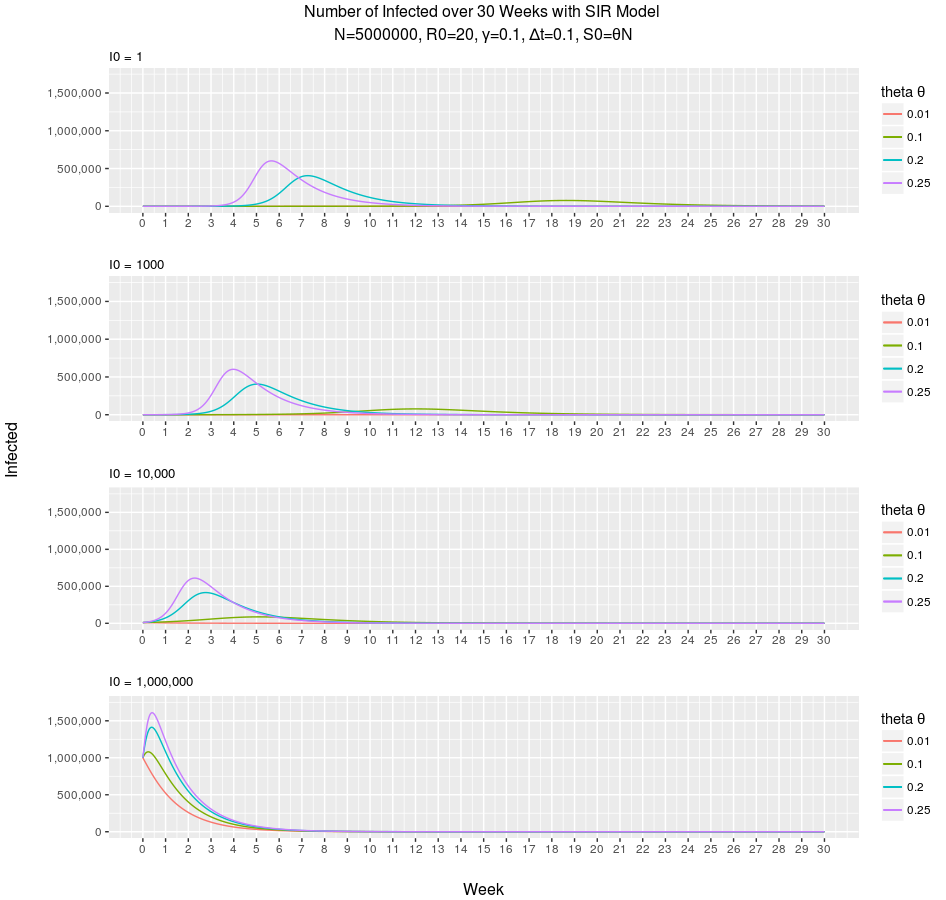 Number of Infected over 30 Weeks with SIR Model
N=5000000, R0=20, γ=0.1, Δt=0.1, S0=θN
I0 = 1
1,500,000
1,000,000
500,000
0
0 1 2 3 4 5 6 7 8 9 10 11 12 13 14 15 16 17 18 19 20 21 22 23 24 25 26 27 28 29 30
theta θ
0.01
0.1
0.2
0.25
I0 = 1000
1,500,000
1,000,000
500,000
0
0 1 2 3 4 5 6 7 8 9 10 11 12 13 14 15 16 17 18 19 20 21 22 23 24 25 26 27 28 29 30
theta θ
0.01
0.1
0.2
0.25
Infected
I0 = 10,000
1,500,000
1,000,000
500,000
0
0 1 2 3 4 5 6 7 8 9 10 11 12 13 14 15 16 17 18 19 20 21 22 23 24 25 26 27 28 29 30
theta θ
0.01
0.1
0.2
0.25
I0 = 1,000,000
1,500,000
1,000,000
500,000
0
0 1 2 3 4 5 6 7 8 9 10 11 12 13 14 15 16 17 18 19 20 21 22 23 24 25 26 27 28 29 30
theta θ
0.01
0.1
0.2
0.25
Week